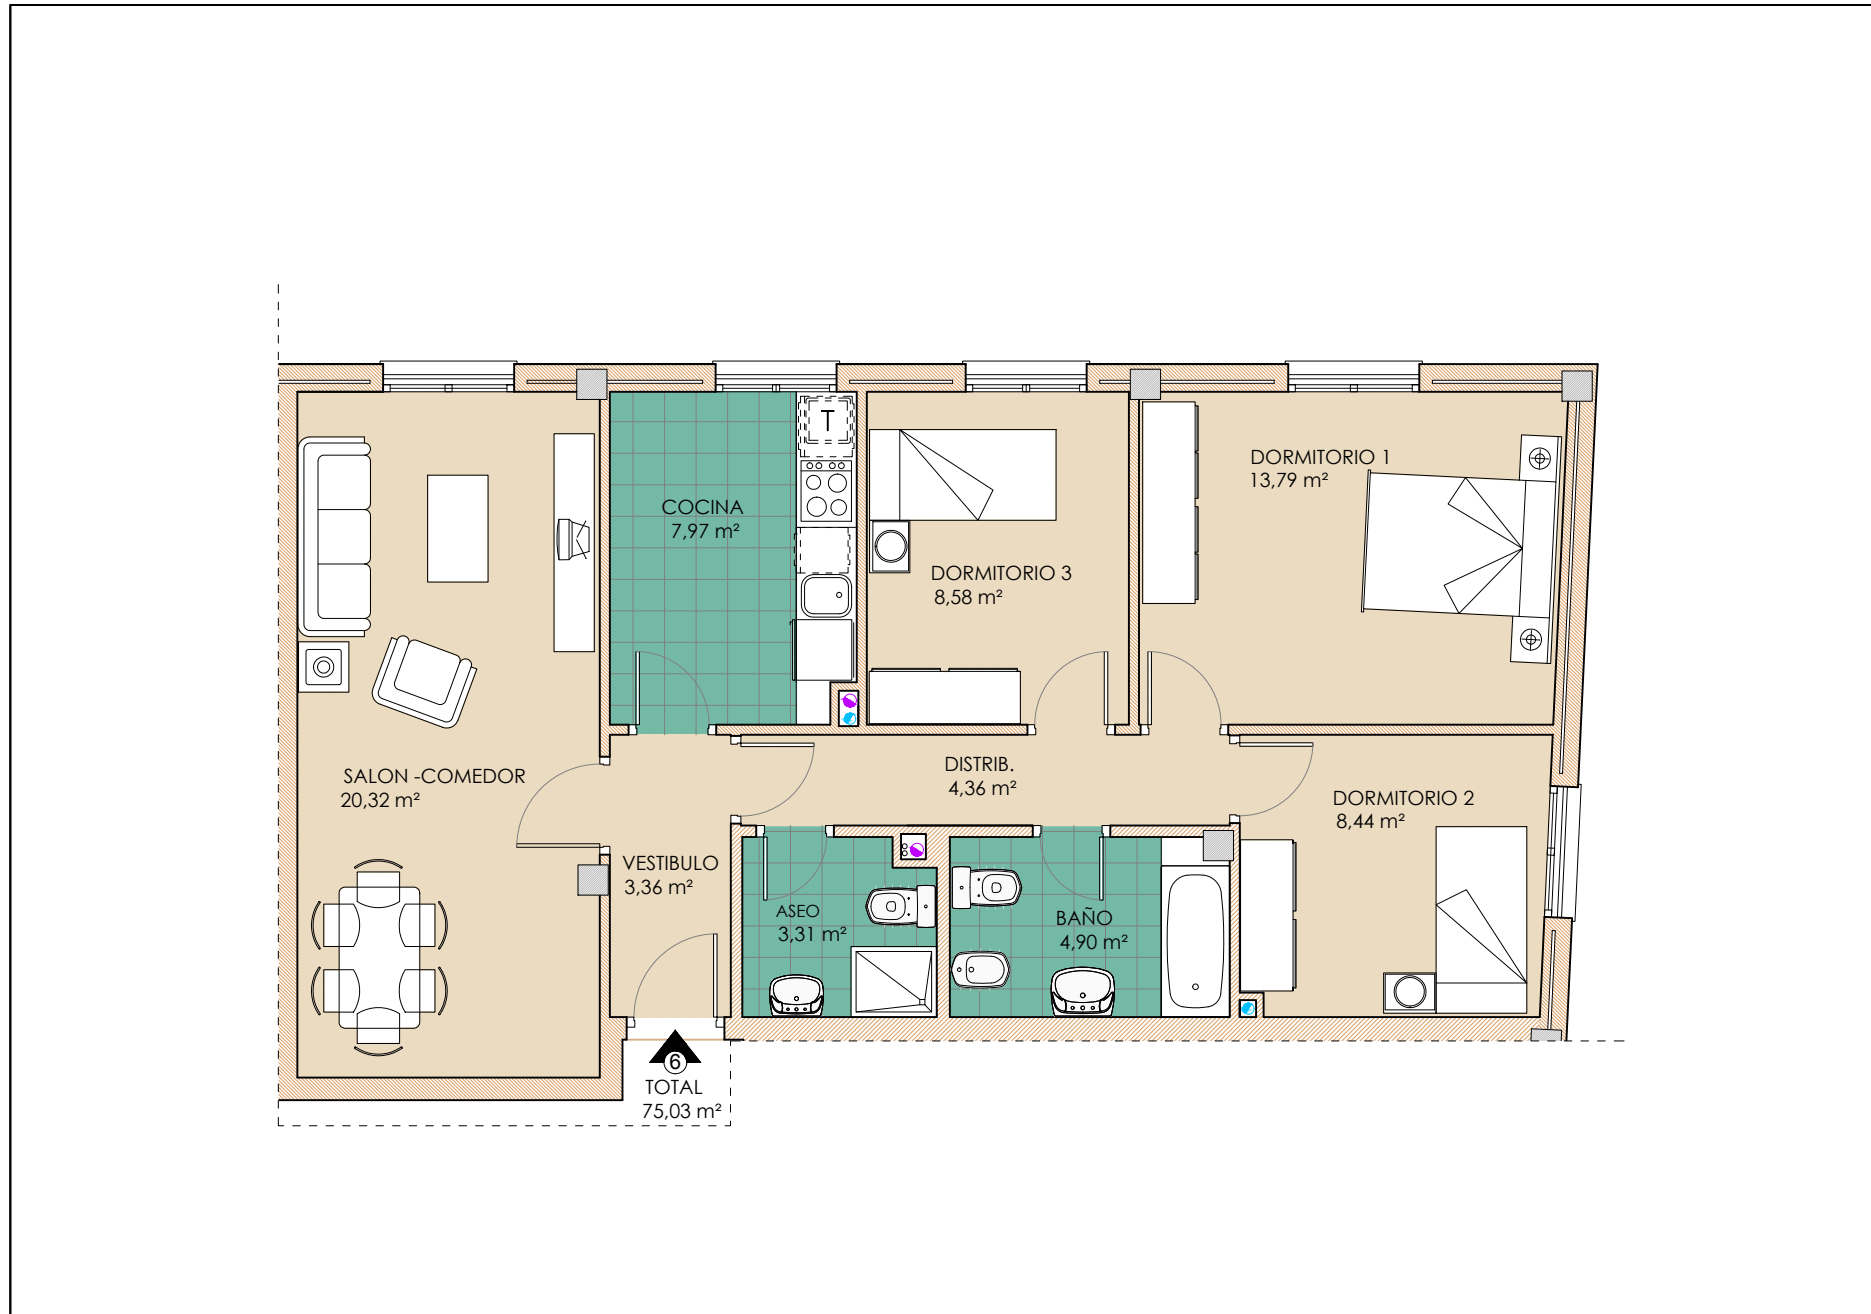 T
DORMITORIO 1
13,79 m²
COCINA
7,97 m²
DORMITORIO 3
8,58 m²
SALON -COMEDOR
20,32 m²
DISTRIB.
4,36 m²
DORMITORIO 2
8,44 m²
VESTIBULO
3,36 m²
ASEO
3,31 m²
BAÑO
4,90 m²
6
TOTAL
75,03 m²